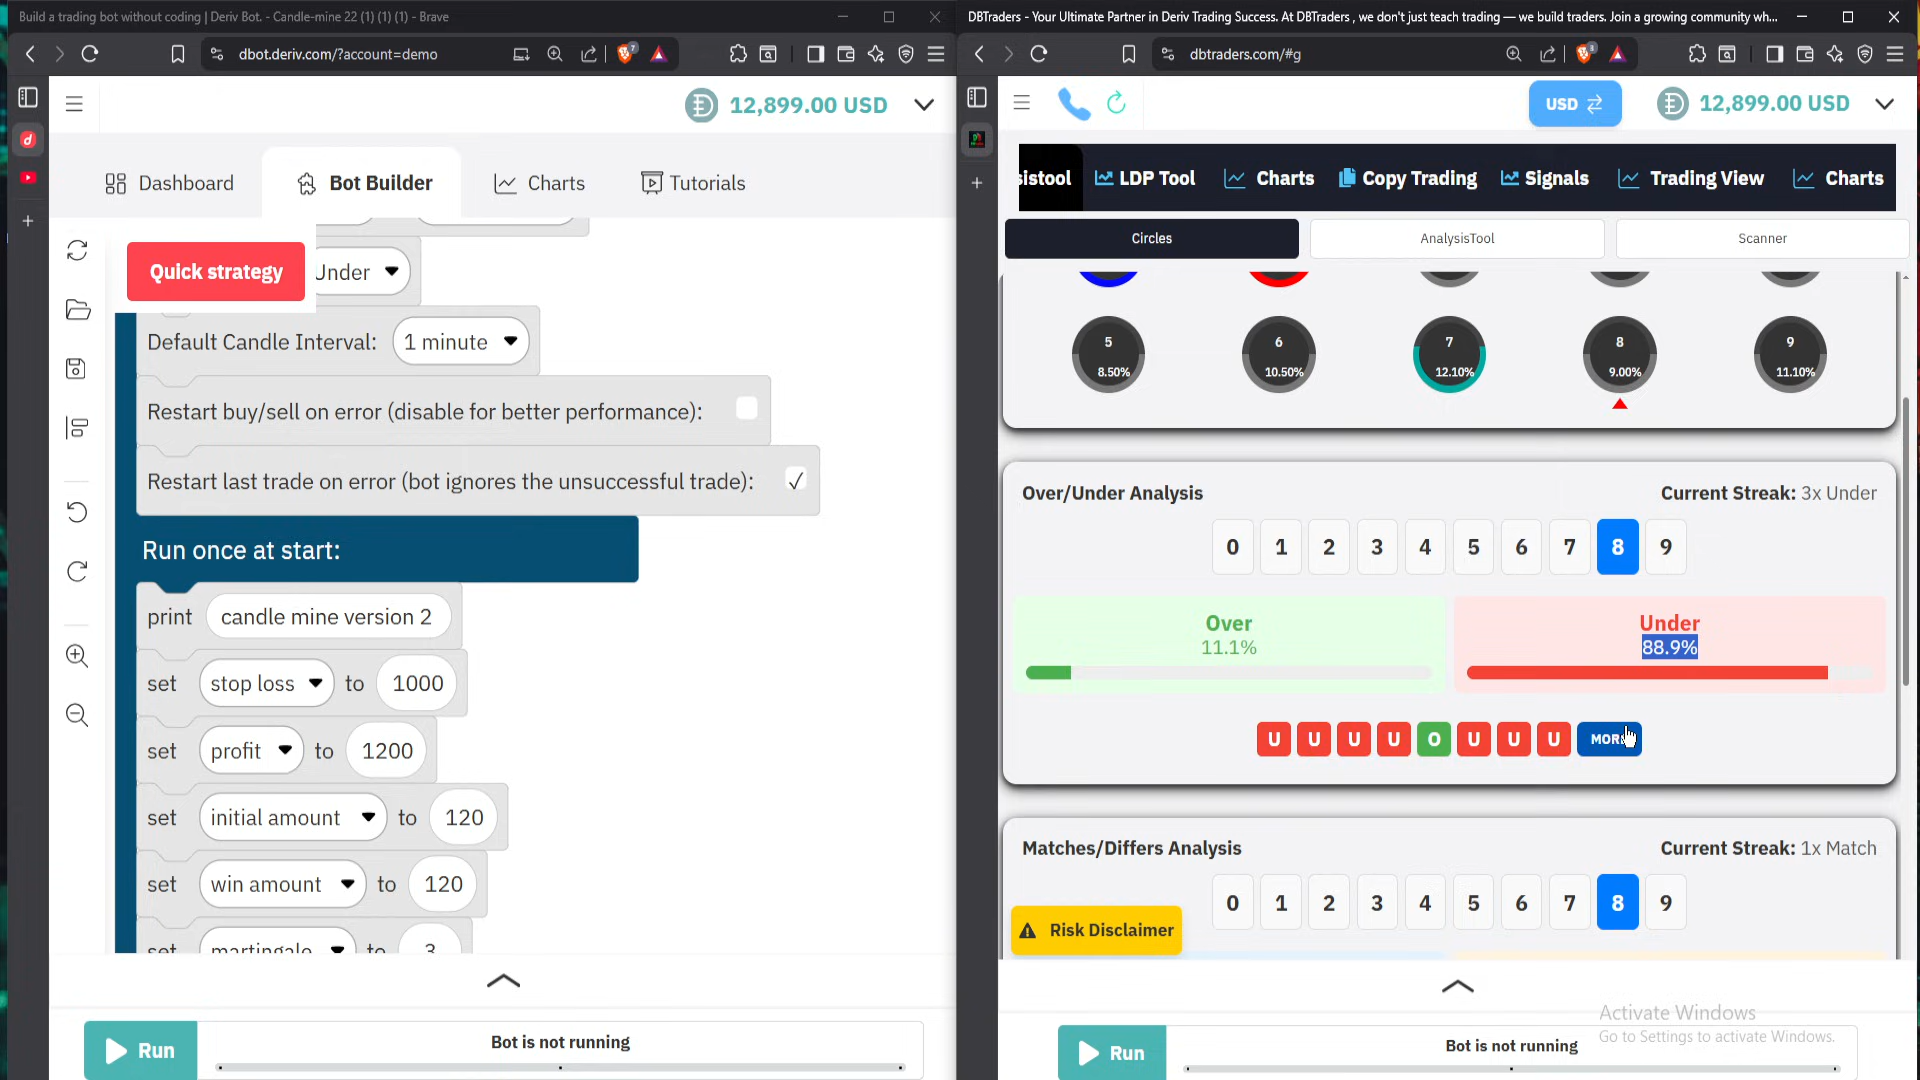 Build a trading bot without coding | Deriv Bot. - Candle-mine 22 (1) (1) (1) - Brave
dbot.deriv.com/?account=demo
7
12,899.00 USD
Dashboard
Bot Builder
Charts
Tutorials
Quick strategy
Under
Default Candle Interval: 1 minute
Restart buy/sell on error (disable for better performance):
Restart last trade on error (bot ignores the unsuccessful trade): ✓
Run once at start:
print candle mine version 2
set stop loss to 1000
set profit to 1200
set initial amount to 120
set win amount to 120
set martingale to 3
Run
Bot is not running
DBTraders - Your Ultimate Partner in Deriv Trading Success. At DBTraders , we don't just teach trading — we build traders. Join a growing community wh...
dbtraders.com/#g
3
USD
12,899.00 USD
sistool
LDP Tool
Charts
Copy Trading
Signals
Trading View
Charts
Circles
AnalysisTool
Scanner
5
8.50%
6
10.50%
7
12.10%
8
9.00%
9
11.10%
Over/Under Analysis
Current Streak: 3x Under
0 1 2 3 4 5 6 7 8 9
Over
11.1%
Under
88.9%
U U U U O U U U MORE
Matches/Differs Analysis
Current Streak: 1x Match
0 1 2 3 4 5 6 7 8 9
Risk Disclaimer
Activate Windows
Go to Settings to activate Windows.
Run
Bot is not running